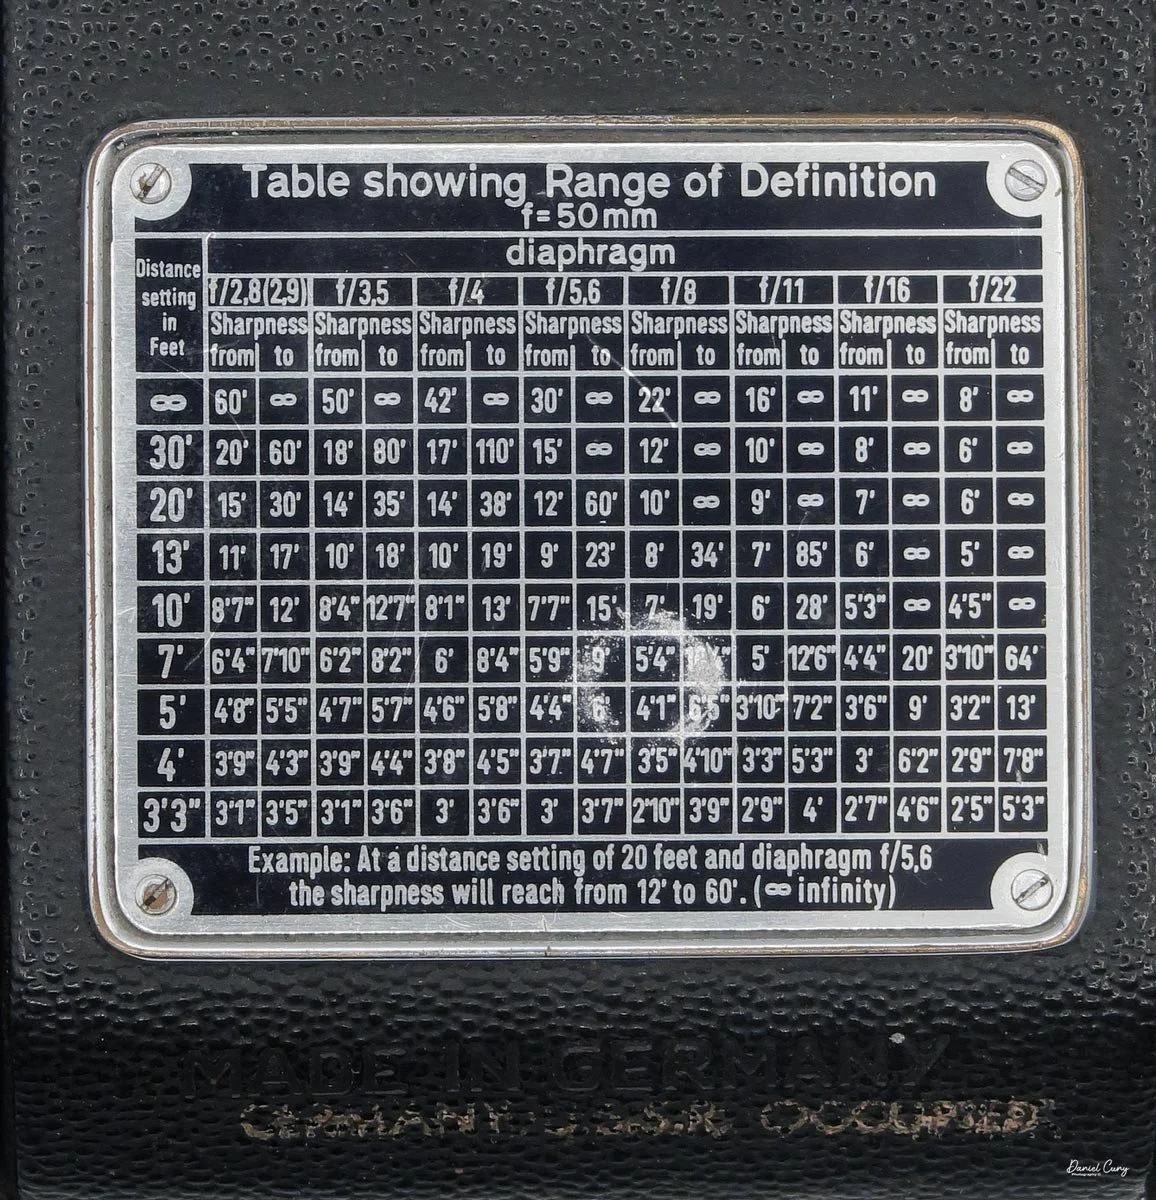 Table showing Range of Definition
f=50mm
Distance setting in Feet
diaphragm
f/2,8(2,9) f/3,5 f/4 f/5,6 f/8 f/11 f/16 f/22
Sharpness Sharpness Sharpness Sharpness Sharpness Sharpness Sharpness Sharpness
from to from to from to from to from to from to from to from to
∞ 60' ∞ 50' ∞ 42' ∞ 30' ∞ 22' ∞ 16' ∞ 11' ∞ 8' ∞
30' 20' 60' 18' 80' 17' 110' 15' ∞ 12' ∞ 10' ∞ 8' ∞ 6' ∞
20' 15' 30' 14' 35' 14' 38' 12' 60' 10' ∞ 9' ∞ 7' ∞ 6' ∞
13' 11' 17' 10' 18' 10' 19' 9' 23' 8' 34' 7' 85' 6' ∞ 5' ∞
10' 8'7" 12' 8'4" 12'7" 8'1" 13' 7'7" 15' 7' 19' 6' 28' 5'3" ∞ 4'5" ∞
7' 6'4" 7'10" 6'2" 8'2" 6' 8'4" 5'9" 9' 5'4" 5' 12'6" 4'4" 20' 3'10" 64'
5' 4'8" 5'5" 4'7" 5'7" 4'6" 5'8" 4'4" 6' 4'1" 6'5" 3'10" 7'2" 3'6" 9' 3'2" 13'
4' 3'9" 4'3" 3'9" 4'4" 3'8" 4'5" 3'7" 4'7" 3'5" 4'10" 3'3" 5'3" 3' 6'2" 2'9" 7'8"
3'3" 3'1" 3'5" 3'1" 3'6" 3' 3'6" 3' 3'7" 2'10" 3'9" 2'9" 4' 2'7" 4'6" 2'5" 5'3"
Example: At a distance setting of 20 feet and diaphragm f/5,6
the sharpness will reach from 12' to 60'. (∞ infinity)
MADE IN GERMANY
GERMANY USSR OCCUPIED
Daniel Cuny